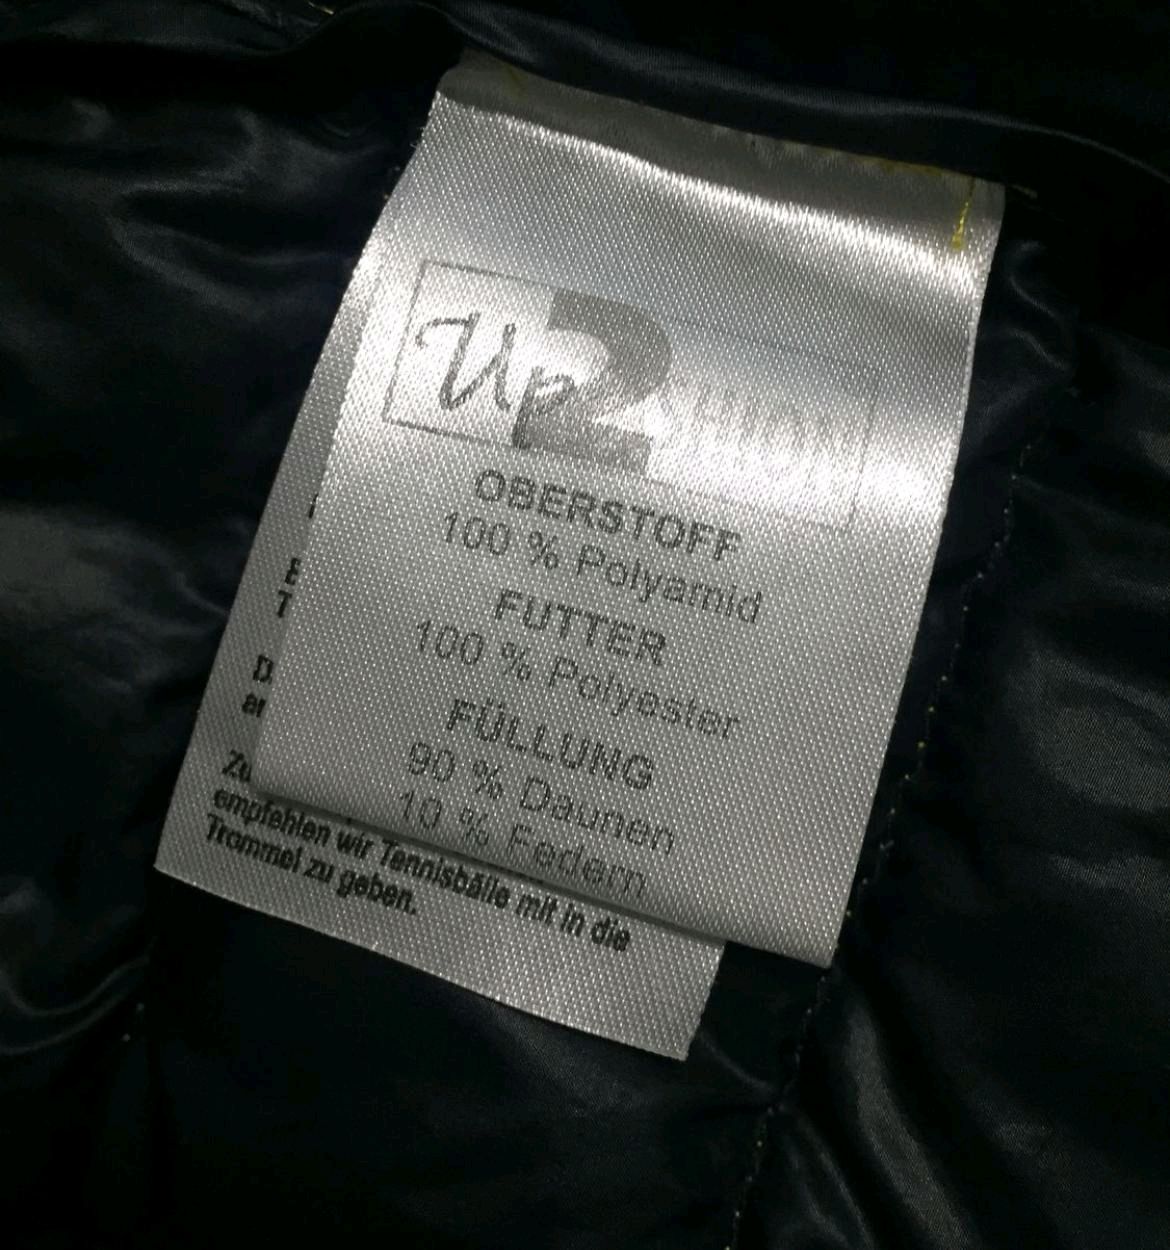 Up2FASHION
OBERSTOFF
100 % Polyamid
FUTTER
100 % Polyester
FÜLLUNG
90 % Daunen
10 % Federn
empfehlen wir Tennisbälle mit in die
Trommel zu geben.